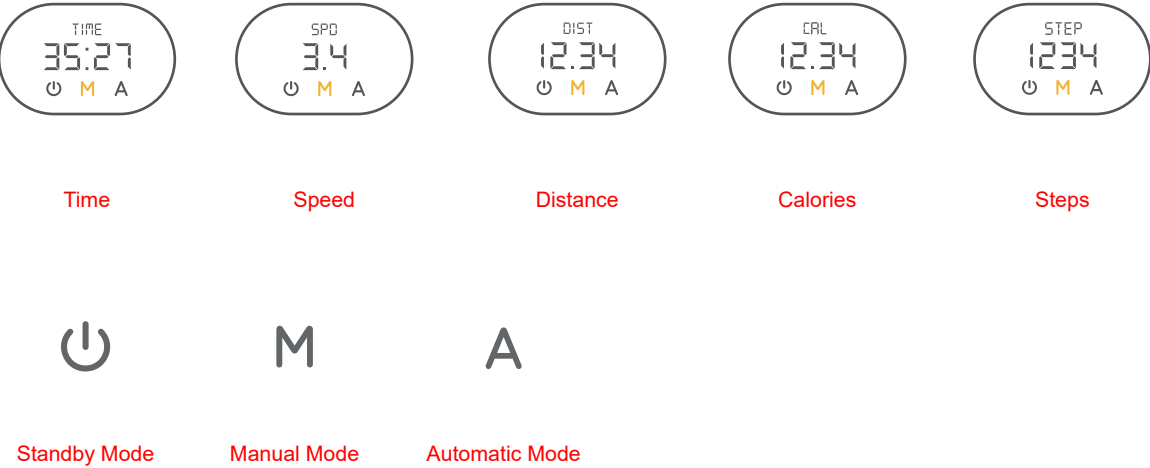 TIME SPD DIST CAL STEP
35:27 3.4 12.34 12.34 1234
M A M A M A M A M A
Time Speed Distance Calories Steps
M A
Standby Mode Manual Mode Automatic Mode